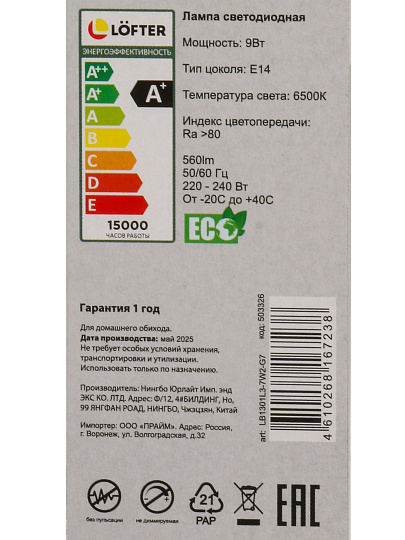 LÖFTER
ЭНЕРГОЭФФЕКТИВНОСТЬ
A++
A+
A
B
C
D
E
A+
15000
ЧАСОВ РАБОТЫ
Лампа светодиодная
Мощность: 9Вт
Тип цоколя: E14
Температура света: 6500K
Индекс цветопередачи:
Ra >80
560lm
50/60 Гц
220 - 240 Вт
От -20С до +40С
ECO
Гарантия 1 год
Для домашнего обихода.
Дата производства: май 2025
Не требует особых условий хранения,
транспортировки и утилизации.
Использовать только по назначению.
Производитель: Нингбо Юрлайт Имп. энд
ЭКС КО. ЛТД. Адрес: Ф/12, 4#БИЛДИНГ, Но,
99 ЯНГФАН РОАД, НИНГБО, Чжэцзян, Китай
Импортер: ООО «ПРАЙМ». Адрес: Россия,
г. Воронеж, ул. Волгоградская, д.32
код: 503326
art: LB1301L3-7W2-G7
4610268167238
без пульсации
не диммируемая
21
PAP
EAC